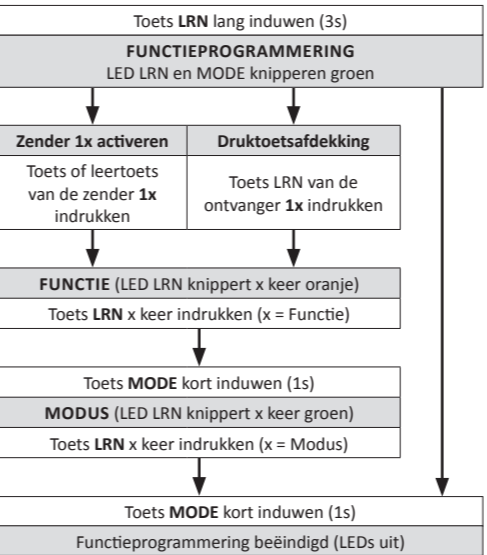 Toets LRN lang induwen (3s)
FUNCTIEPROGRAMMERING
LED LRN en MODE knipperen groen
Zender 1x activeren
Toets of leertoets
van de zender 1x
indrukken
Druktoetsafdekking
Toets LRN van de
ontvanger 1x indrukken
FUNCTIE (LED LRN knippert x keer oranje)
Toets LRN x keer indrukken (x = Functie)
Toets MODE kort induwen (1s)
MODUS (LED LRN knippert x keer groen)
Toets LRN x keer indrukken (x = Modus)
Toets MODE kort induwen (1s)
Functieprogrammering beëindigd (LEDs uit)